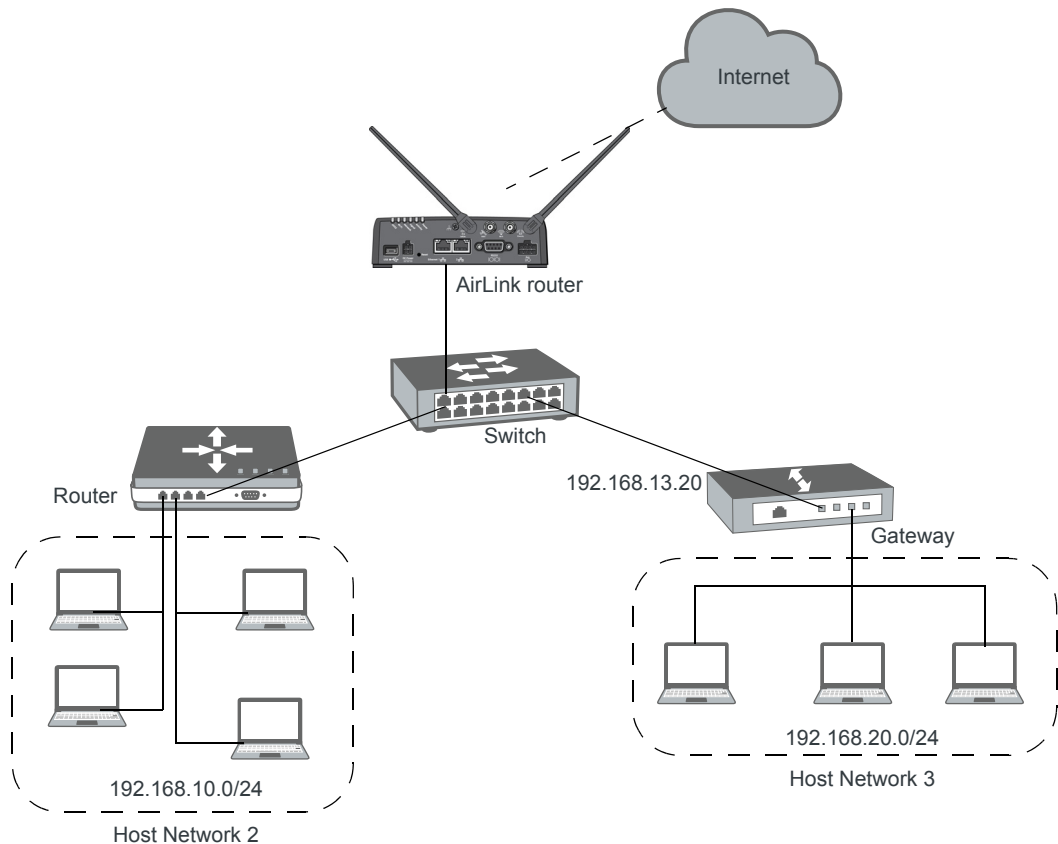 Internet
AirLink router
Switch
Router
192.168.13.20
Gateway
192.168.10.0/24
Host Network 2
192.168.20.0/24
Host Network 3